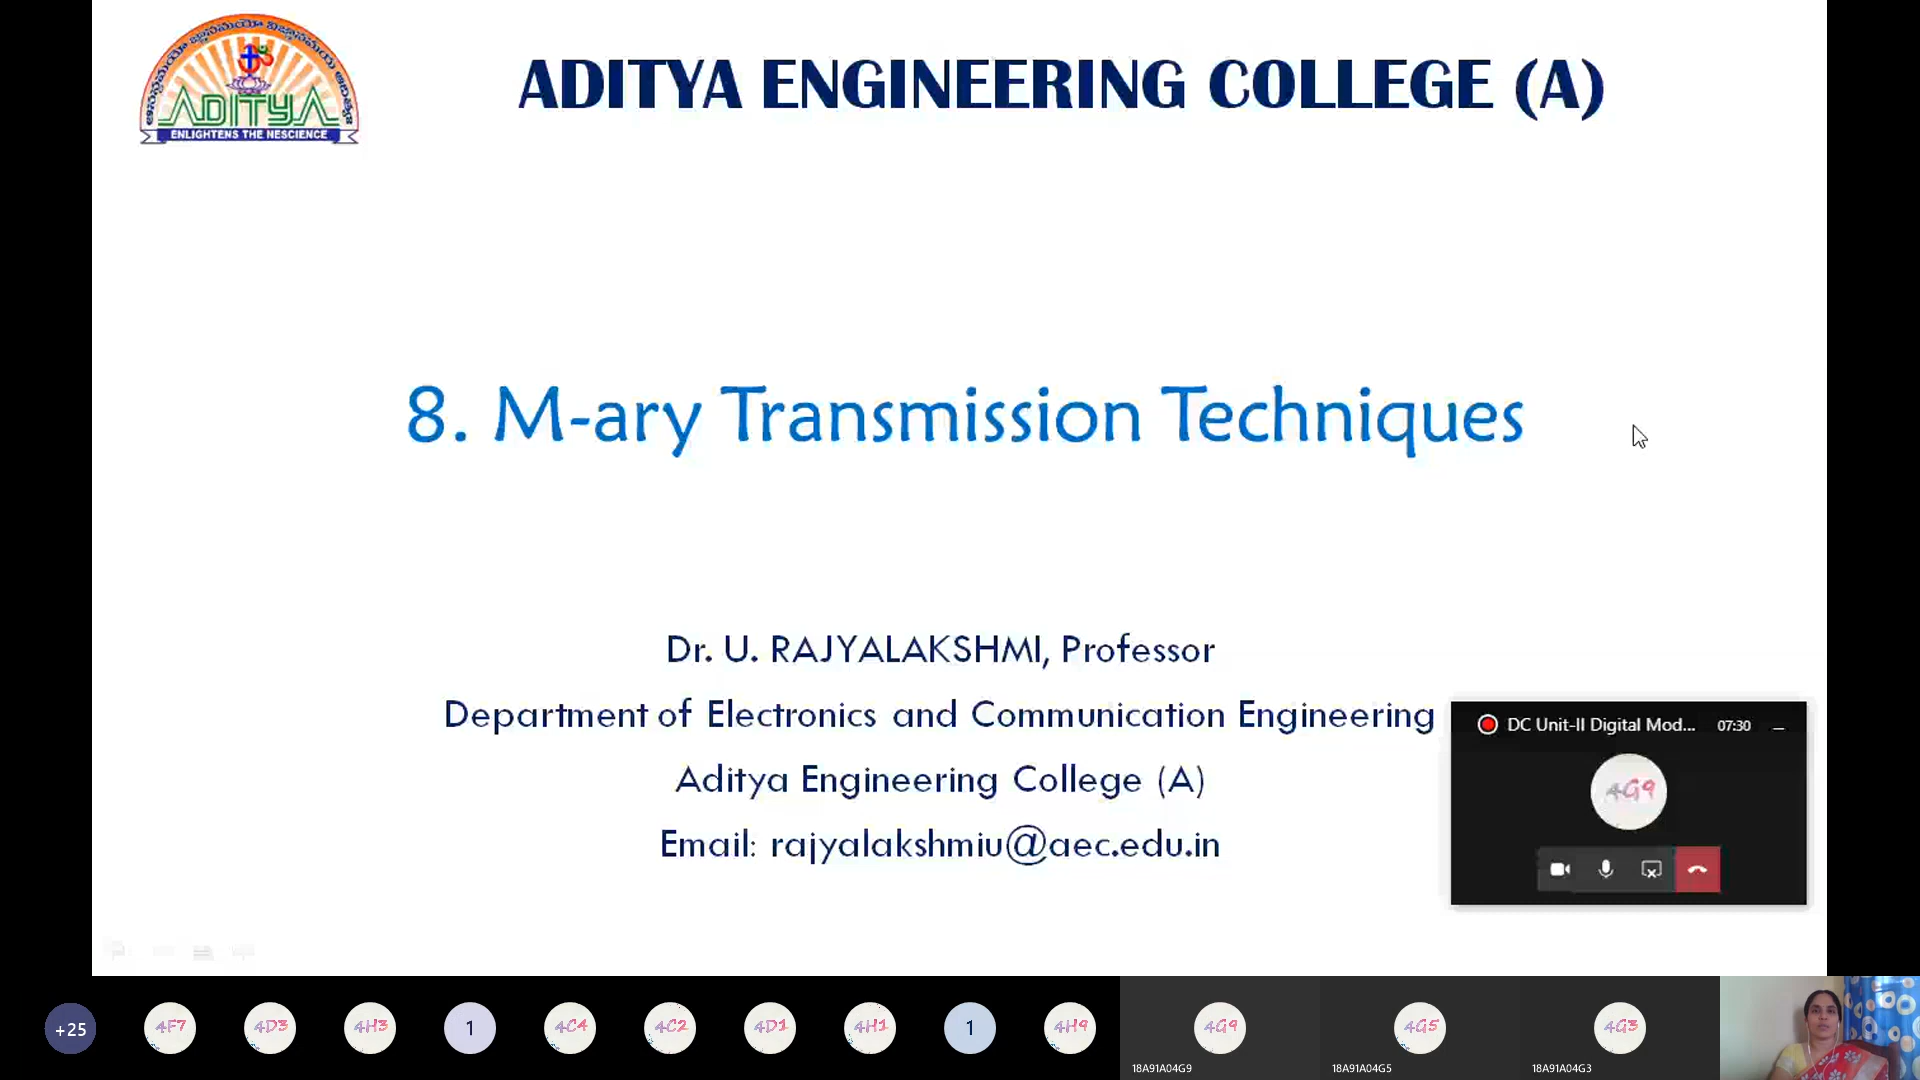 ADITYA
ENLIGHTENS THE NESCIENCE
ADITYA ENGINEERING COLLEGE (A)
8. M-ary Transmission Techniques
Dr. U. RAJYALAKSHMI, Professor
Department of Electronics and Communication Engineering
Aditya Engineering College (A)
Email: rajyalakshmiu@aec.edu.in
DC Unit-II Digital Mod... 07:30
4G9
+25 4F7 4D3 4H3 1 4C4 4C2 4D1 4H1 1 4H9 4G9 4G5 4G3
18A91A04G9 18A91A04G5 18A91A04G3